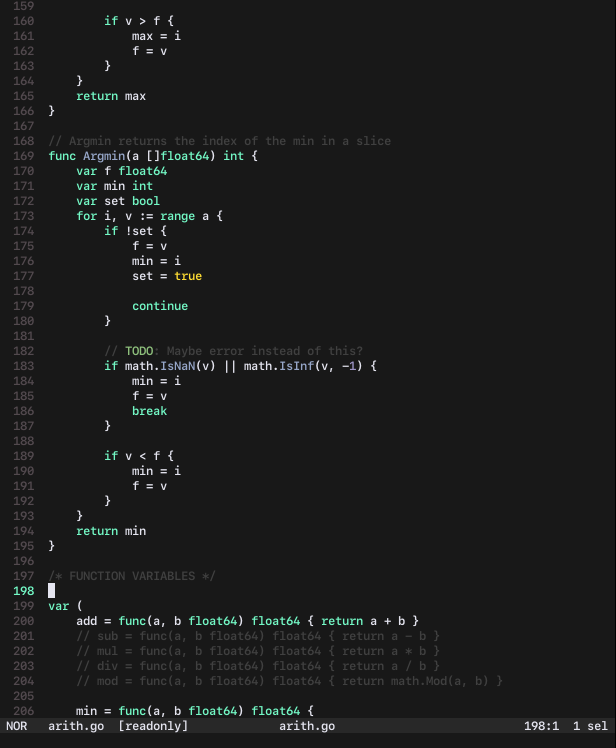 159
160         if v > f {
161             max = i
162             f = v
163         }
164     }
165     return max
166 }
167
168 // Argmin returns the index of the min in a slice
169 func Argmin(a []float64) int {
170     var f float64
171     var min int
172     var set bool
173     for i, v := range a {
174         if !set {
175             f = v
176             min = i
177             set = true
178
179             continue
180         }
181
182         // TODO: Maybe error instead of this?
183         if math.IsNaN(v) || math.IsInf(v, -1) {
184             min = i
185             f = v
186             break
187         }
188
189         if v < f {
190             min = i
191             f = v
192         }
193     }
194     return min
195 }
196
197 /* FUNCTION VARIABLES */
198
199 var (
200     add = func(a, b float64) float64 { return a + b }
201     // sub = func(a, b float64) float64 { return a - b }
202     // mul = func(a, b float64) float64 { return a * b }
203     // div = func(a, b float64) float64 { return a / b }
204     // mod = func(a, b float64) float64 { return math.Mod(a, b) }
205
206     min = func(a, b float64) float64 {
NOR   arith.go  [readonly]             arith.go                           198:1  1 sel